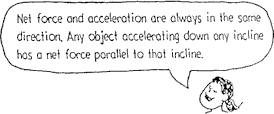 Net force and acceleration are always in the same
direction. Any object accelerating down any incline
has a net force parallel to that incline.